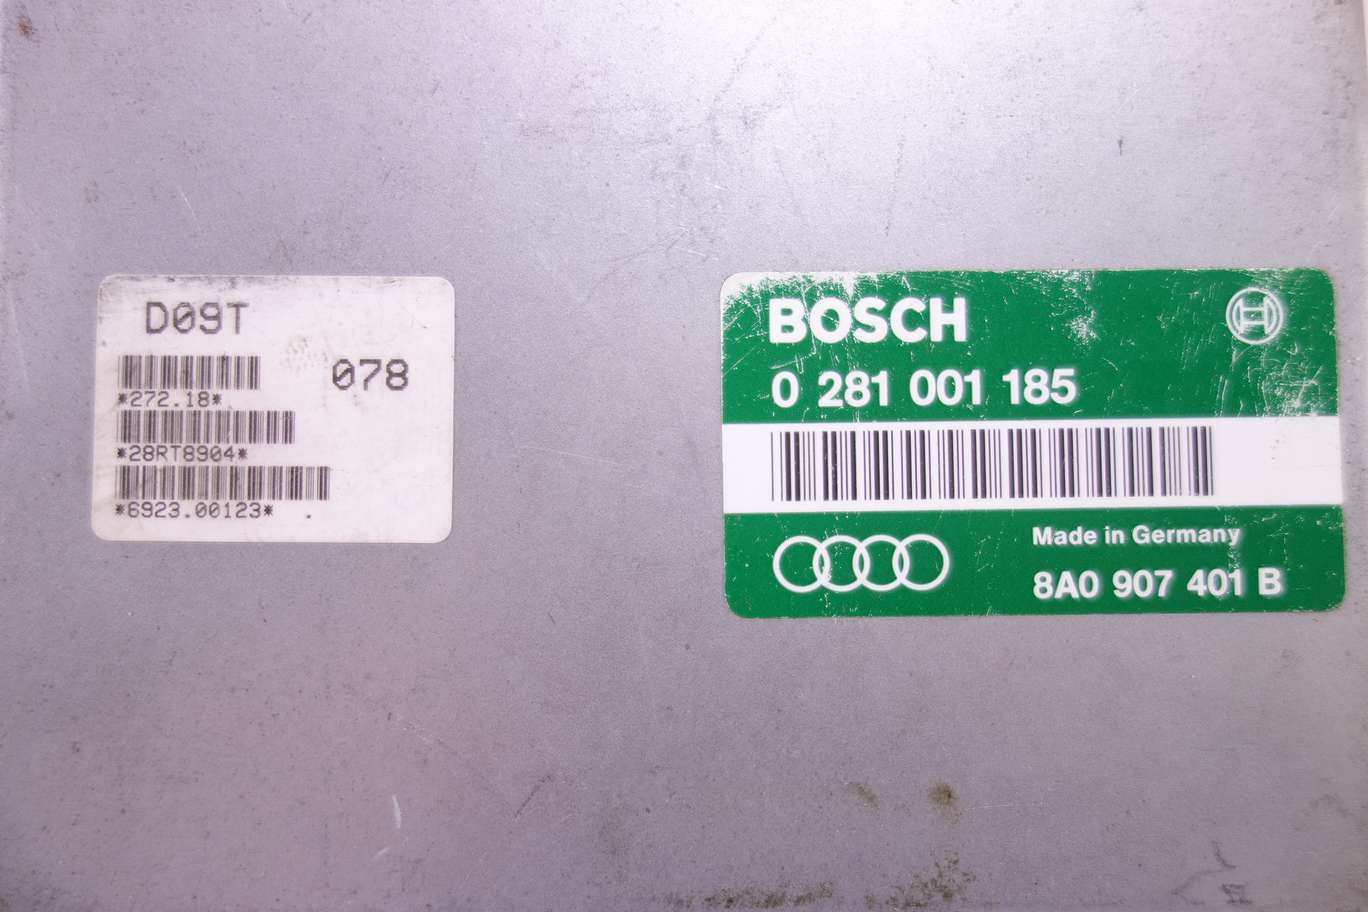 D09T
078
*272.18*
*28RT8904*
*6923.00123* .
BOSCH
0 281 001 185
Made in Germany
8A0 907 401 B